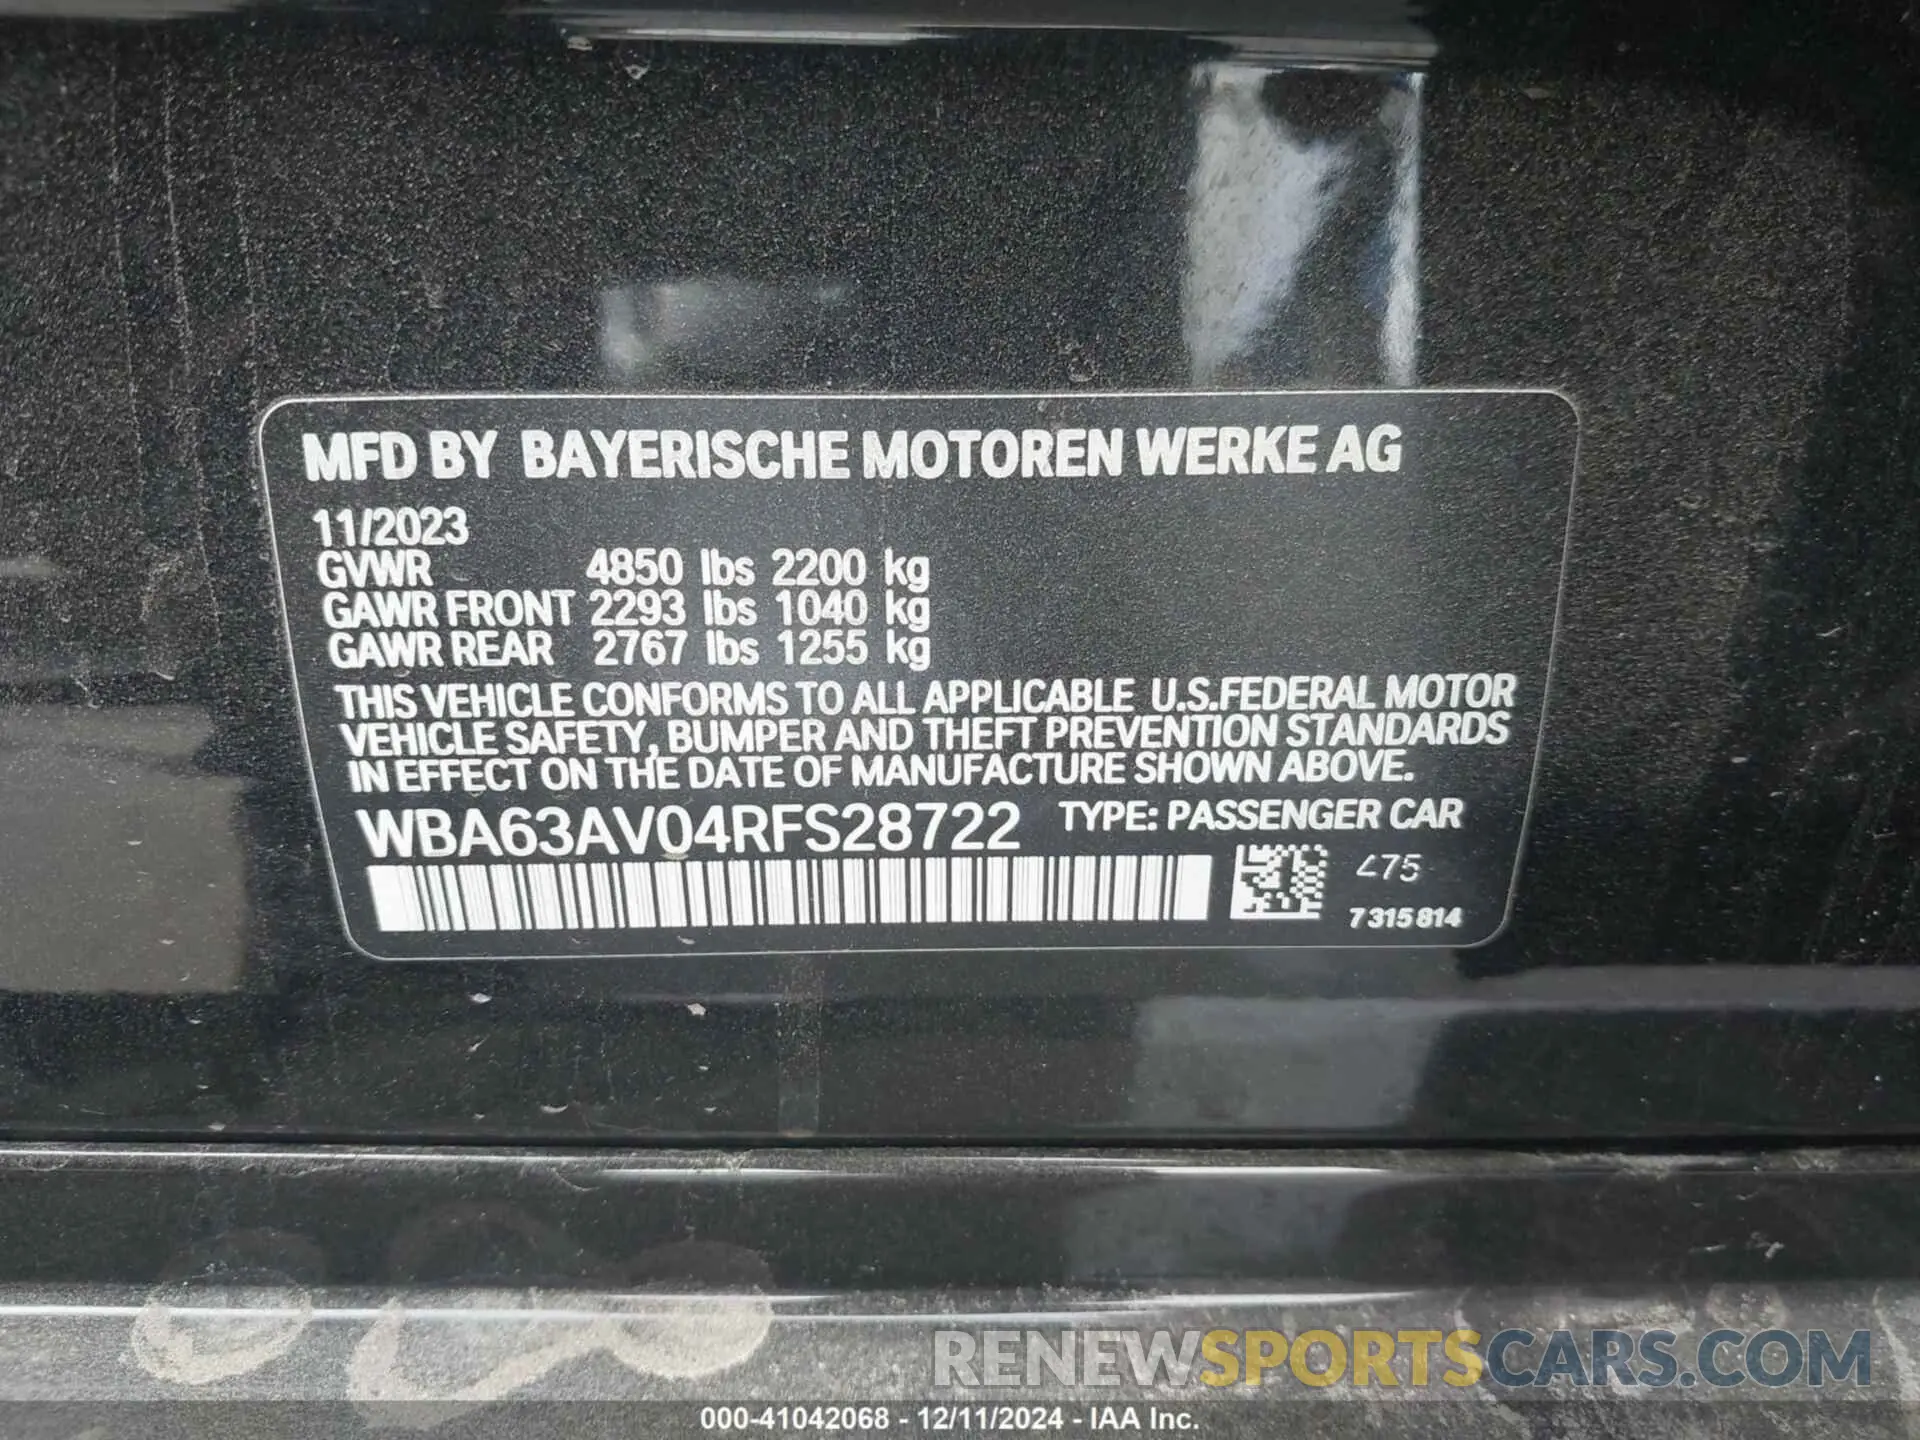 MFD BY BAYERISCHE MOTOREN WERKE AG
11/2023
GVWR 4850 lbs 2200 kg
GAWR FRONT 2293 lbs 1040 kg
GAWR REAR 2767 lbs 1255 kg
THIS VEHICLE CONFORMS TO ALL APPLICABLE U.S.FEDERAL MOTOR
VEHICLE SAFETY, BUMPER AND THEFT PREVENTION STANDARDS
IN EFFECT ON THE DATE OF MANUFACTURE SHOWN ABOVE.
WBA63AV04RFS28722 TYPE: PASSENGER CAR
475
7315814
RENEWSPORTSCARS.COM
000-41042068 - 12/11/2024 - IAA Inc.